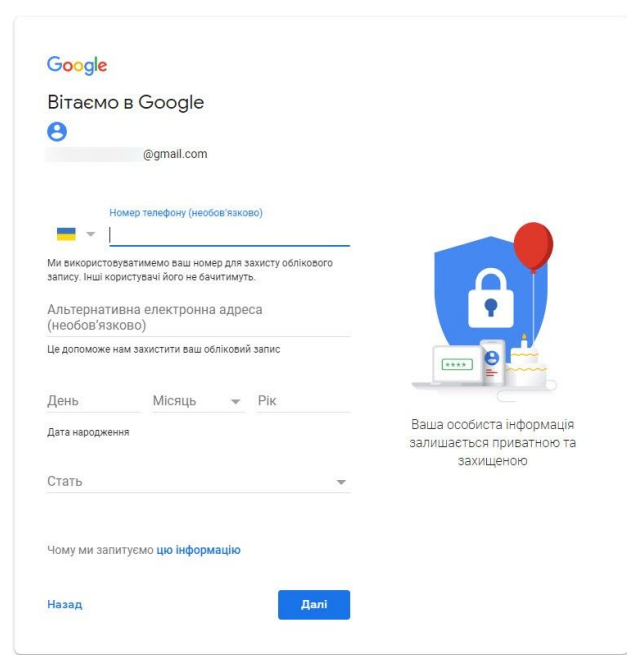 Google
Вітаємо в Google
@gmail.com
Номер телефону (необов'язково)
Ми використовуватимемо ваш номер для захисту облікового
запису. Інші користувачі його не бачитимуть.
Альтернативна електронна адреса
(необов'язково)
Це допоможе нам захистити ваш обліковий запис
День Місяць Рік
Дата народження
Стать
Чому ми запитуємо цю інформацію
Назад Далі
****
Ваша особиста інформація
залишається приватною та
захищеною